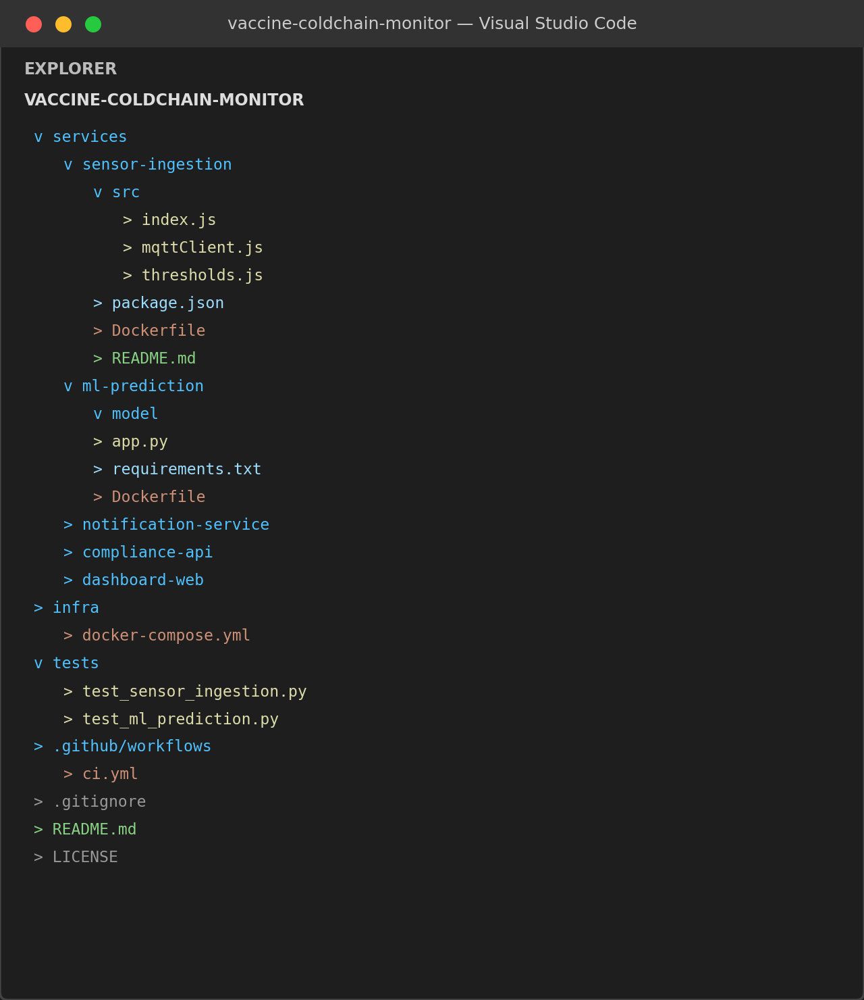 vaccine-coldchain-monitor — Visual Studio Code
EXPLORER
VACCINE-COLDCHAIN-MONITOR
v services
v sensor-ingestion
v src
> index.js
> mqttClient.js
> thresholds.js
> package.json
> Dockerfile
> README.md
v ml-prediction
v model
> app.py
> requirements.txt
> Dockerfile
> notification-service
> compliance-api
> dashboard-web
> infra
> docker-compose.yml
v tests
> test_sensor_ingestion.py
> test_ml_prediction.py
> .github/workflows
> ci.yml
> .gitignore
> README.md
> LICENSE